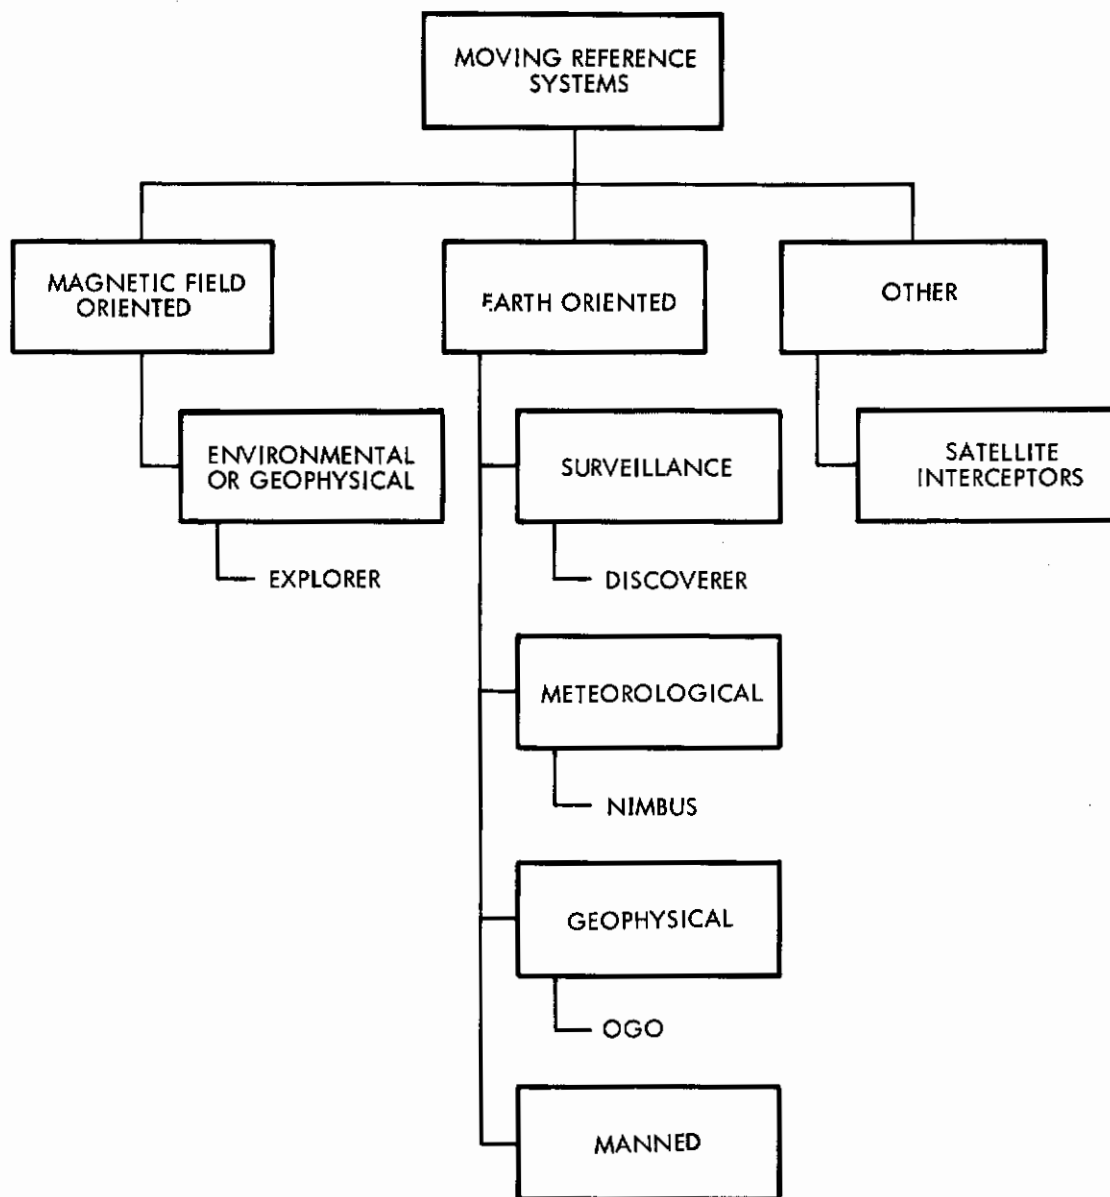 MOVING REFERENCE
SYSTEMS
MAGNETIC FIELD
ORIENTED
EARTH ORIENTED
OTHER
ENVIRONMENTAL
OR GEOPHYSICAL
EXPLORER
SURVEILLANCE
DISCOVERER
METEOROLOGICAL
NIMBUS
GEOPHYSICAL
OGO
MANNED
SATELLITE
INTERCEPTORS